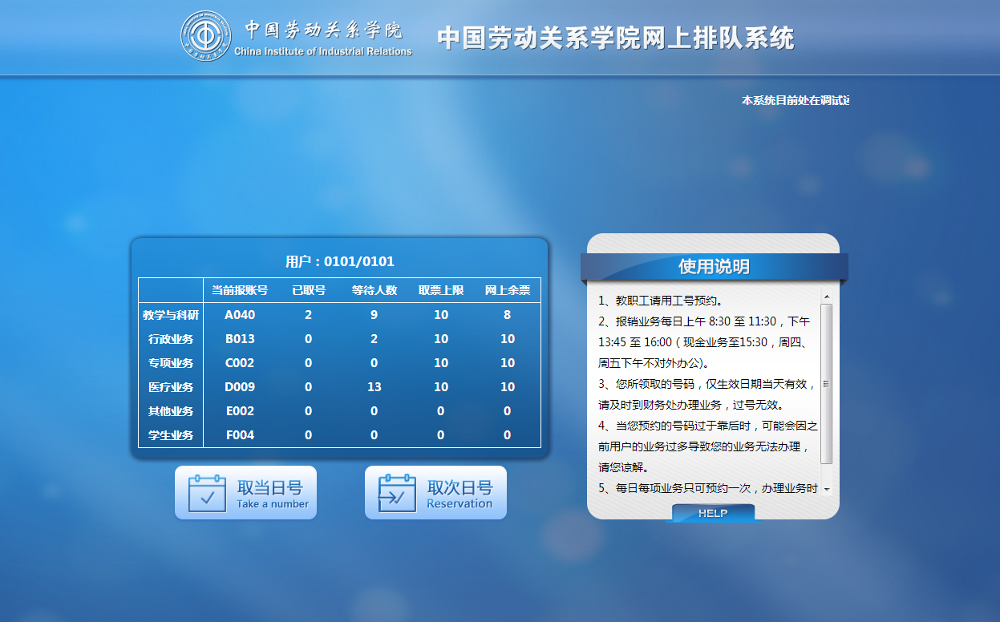 中国劳动关系学院
China Institute of Industrial Relations
中国劳动关系学院网上排队系统
本系统目前处在调试
用户：0101/0101
当前报账号 已取号 等待人数 取票上限 网上余票
教学与科研 A040 2 9 10 8
行政业务 B013 0 2 10 10
专项业务 C002 0 0 10 10
医疗业务 D009 0 13 10 10
其他业务 E002 0 0 0 0
学生业务 F004 0 0 0 0
取当日号
Take a number
取次日号
Reservation
使用说明
1、教职工请用工号预约。
2、报销业务每日上午 8:30 至 11:30，下午
13:45 至 16:00（现金业务至15:30，周四、
周五下午不对外办公)。
3、您所领取的号码，仅生效日期当天有效，
请及时到财务处办理业务，过号无效。
4、当您预约的号码过于靠后时，可能会因之
前用户的业务过多导致您的业务无法办理，
请您谅解。
5、每日每项业务只可预约一次，办理业务时
HELP